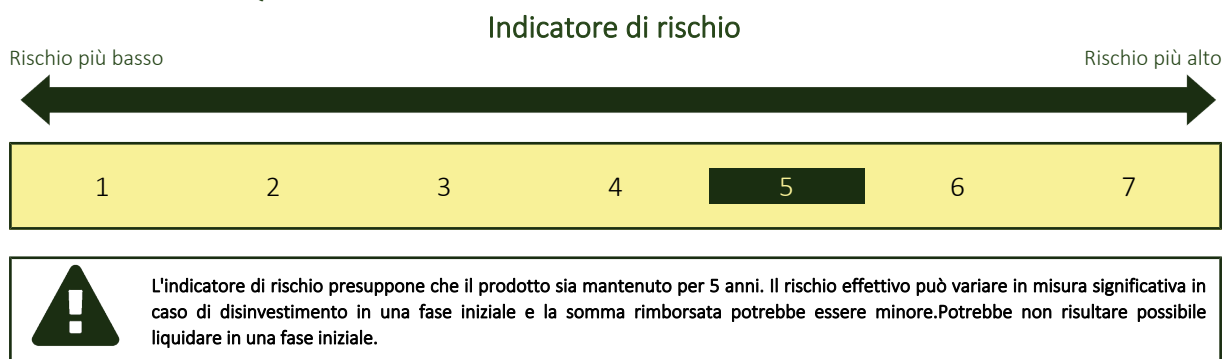 Indicatore di rischio
Rischio più basso Rischio più alto
1 2 3 4 5 6 7
L'indicatore di rischio presuppone che il prodotto sia mantenuto per 5 anni. Il rischio effettivo può variare in misura significativa in
caso di disinvestimento in una fase iniziale e la somma rimborsata potrebbe essere minore.Potrebbe non risultare possibile
liquidare in una fase iniziale.